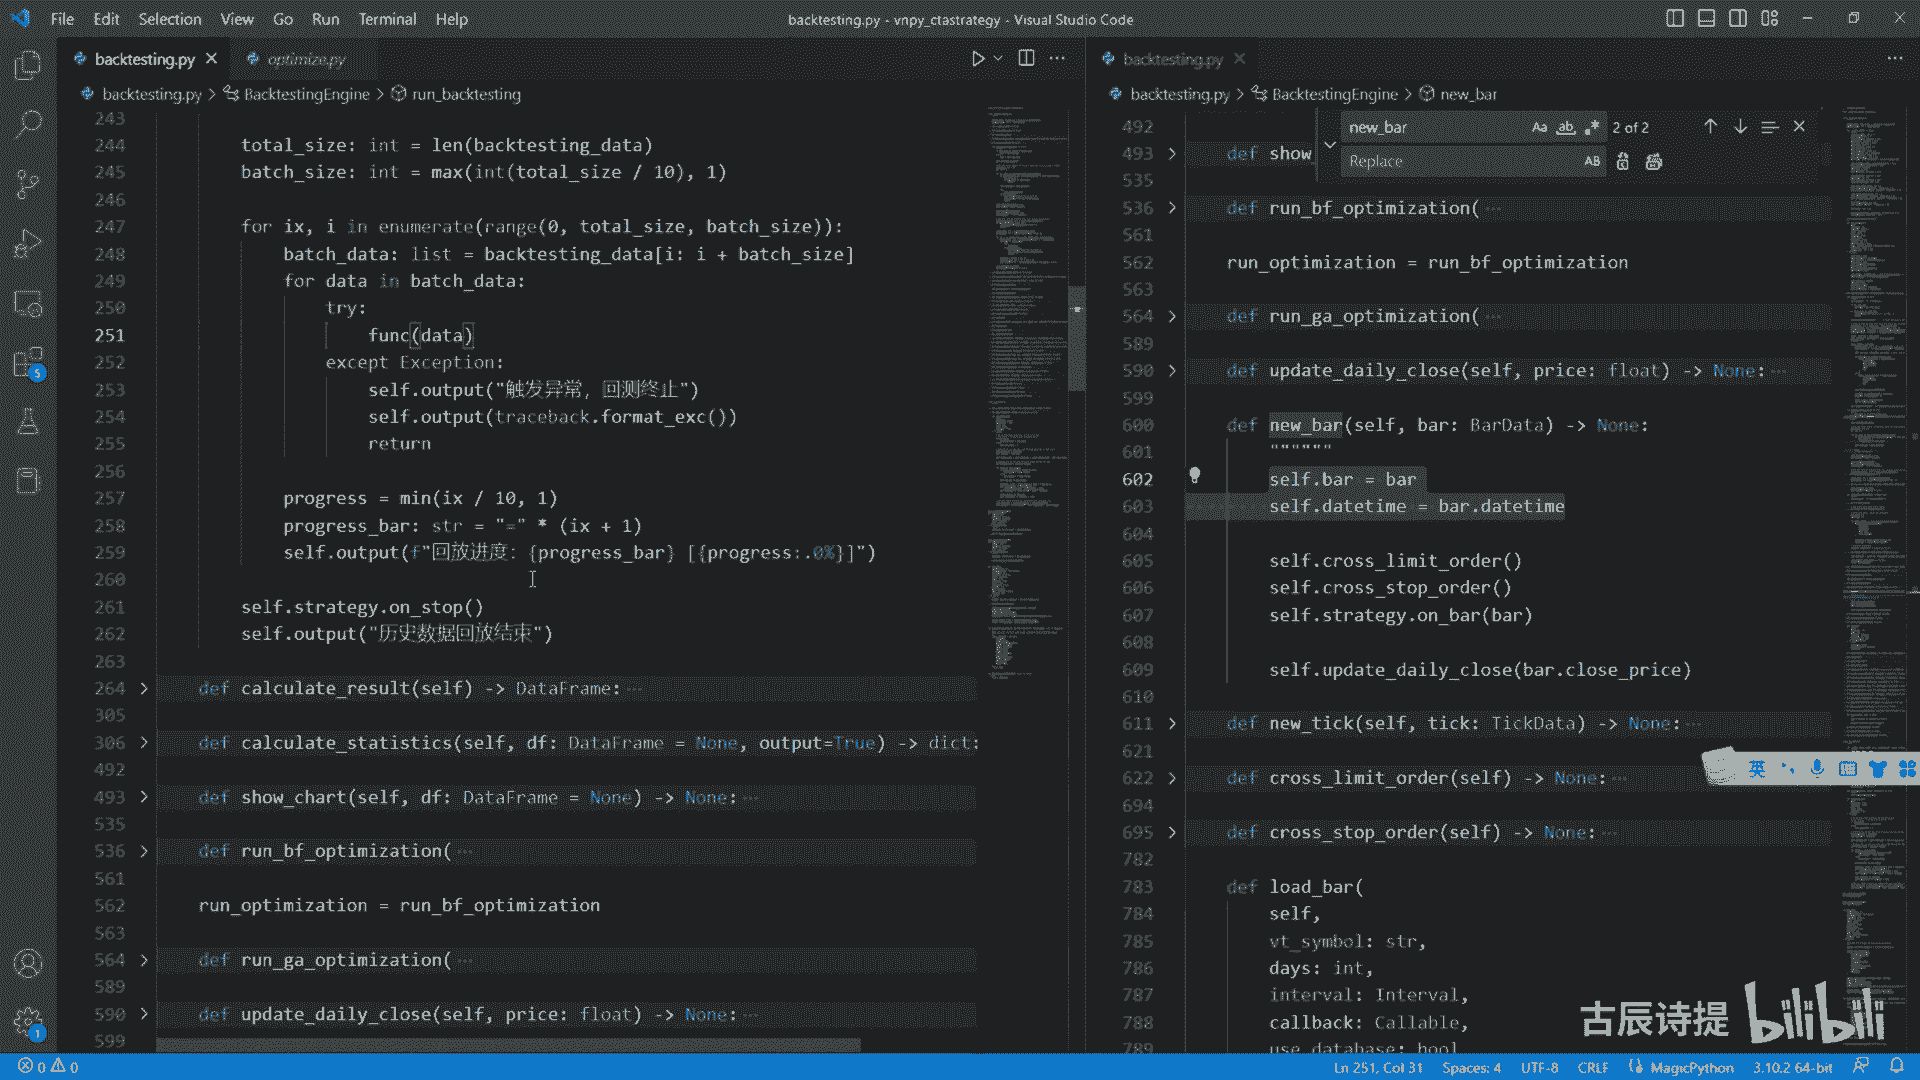 File Edit Selection View Go Run Terminal Help
backtesting.py - vnpy_ctastrategy - Visual Studio Code
backtesting.py
optimize.py
backtesting.py > BacktestingEngine > run_backtesting
243
244 total_size: int = len(backtesting_data)
245 batch_size: int = max(int(total_size / 10), 1)
246
247 for ix, i in enumerate(range(0, total_size, batch_size)):
248 batch_data: list = backtesting_data[i: i + batch_size]
249 for data in batch_data:
250 try:
251 func(data)
252 except Exception:
253 self.output("触发异常，回测终止")
254 self.output(traceback.format_exc())
255 return
256
257 progress = min(ix / 10, 1)
258 progress_bar: str = "=" * (ix + 1)
259 self.output(f"回放进度：{progress_bar} [{progress:.0%}]")
260
261 self.strategy.on_stop()
262 self.output("历史数据回放结束")
263
264 def calculate_result(self) -> DataFrame: ···
305
306 def calculate_statistics(self, df: DataFrame = None, output=True) -> dict:
492
493 def show_chart(self, df: DataFrame = None) -> None: ···
535
536 def run_bf_optimization( ···
561
562 run_optimization = run_bf_optimization
563
564 def run_ga_optimization( ···
589
590 def update_daily_close(self, price: float) -> None: ···
599
backtesting.py
backtesting.py > BacktestingEngine > new_bar
new_bar Aa ab .* 2 of 2
Replace AB
492
493 def show_
535
536 def run_bf_optimization( ···
561
562 run_optimization = run_bf_optimization
563
564 def run_ga_optimization( ···
589
590 def update_daily_close(self, price: float) -> None: ···
599
600 def new_bar(self, bar: BarData) -> None:
601 """"""
602 self.bar = bar
603 self.datetime = bar.datetime
604
605 self.cross_limit_order()
606 self.cross_stop_order()
607 self.strategy.on_bar(bar)
608
609 self.update_daily_close(bar.close_price)
610
611 def new_tick(self, tick: TickData) -> None: ···
621
622 def cross_limit_order(self) -> None: ···
694
695 def cross_stop_order(self) -> None: ···
782
783 def load_bar(
784 self,
785 vt_symbol: str,
786 days: int,
787 interval: Interval,
788 callback: Callable,
789 use_database: bool
英
古辰诗提 bilibili
5
1
0 0
Ln 251, Col 31 Spaces: 4 UTF-8 CRLF MagicPython 3.10.2 64-bit